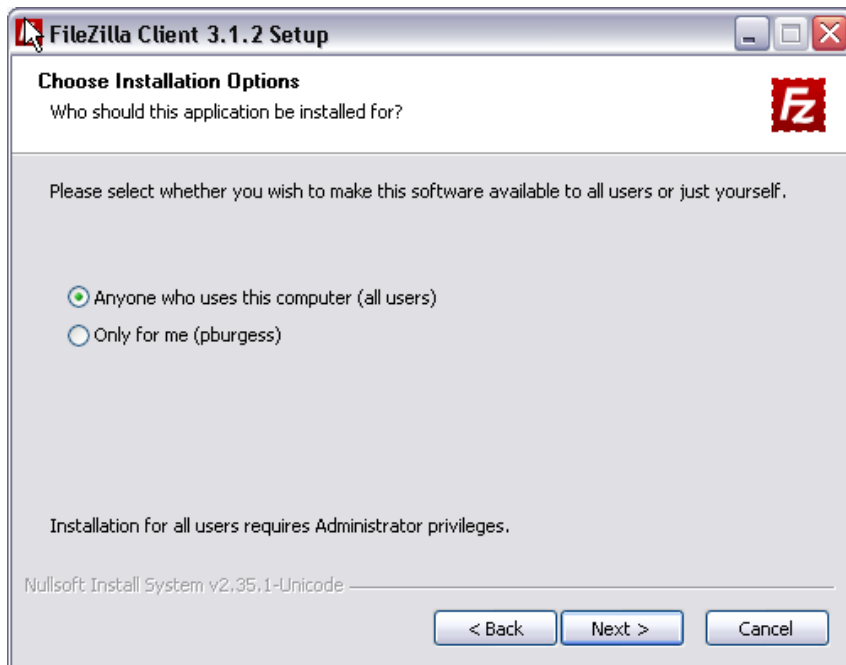 FileZilla Client 3.1.2 Setup
Choose Installation Options
Who should this application be installed for?
Fz
Please select whether you wish to make this software available to all users or just yourself.
Anyone who uses this computer (all users)
Only for me (pburgess)
Installation for all users requires Administrator privileges.
Nullsoft Install System v2.35.1-Unicode
< Back Next > Cancel